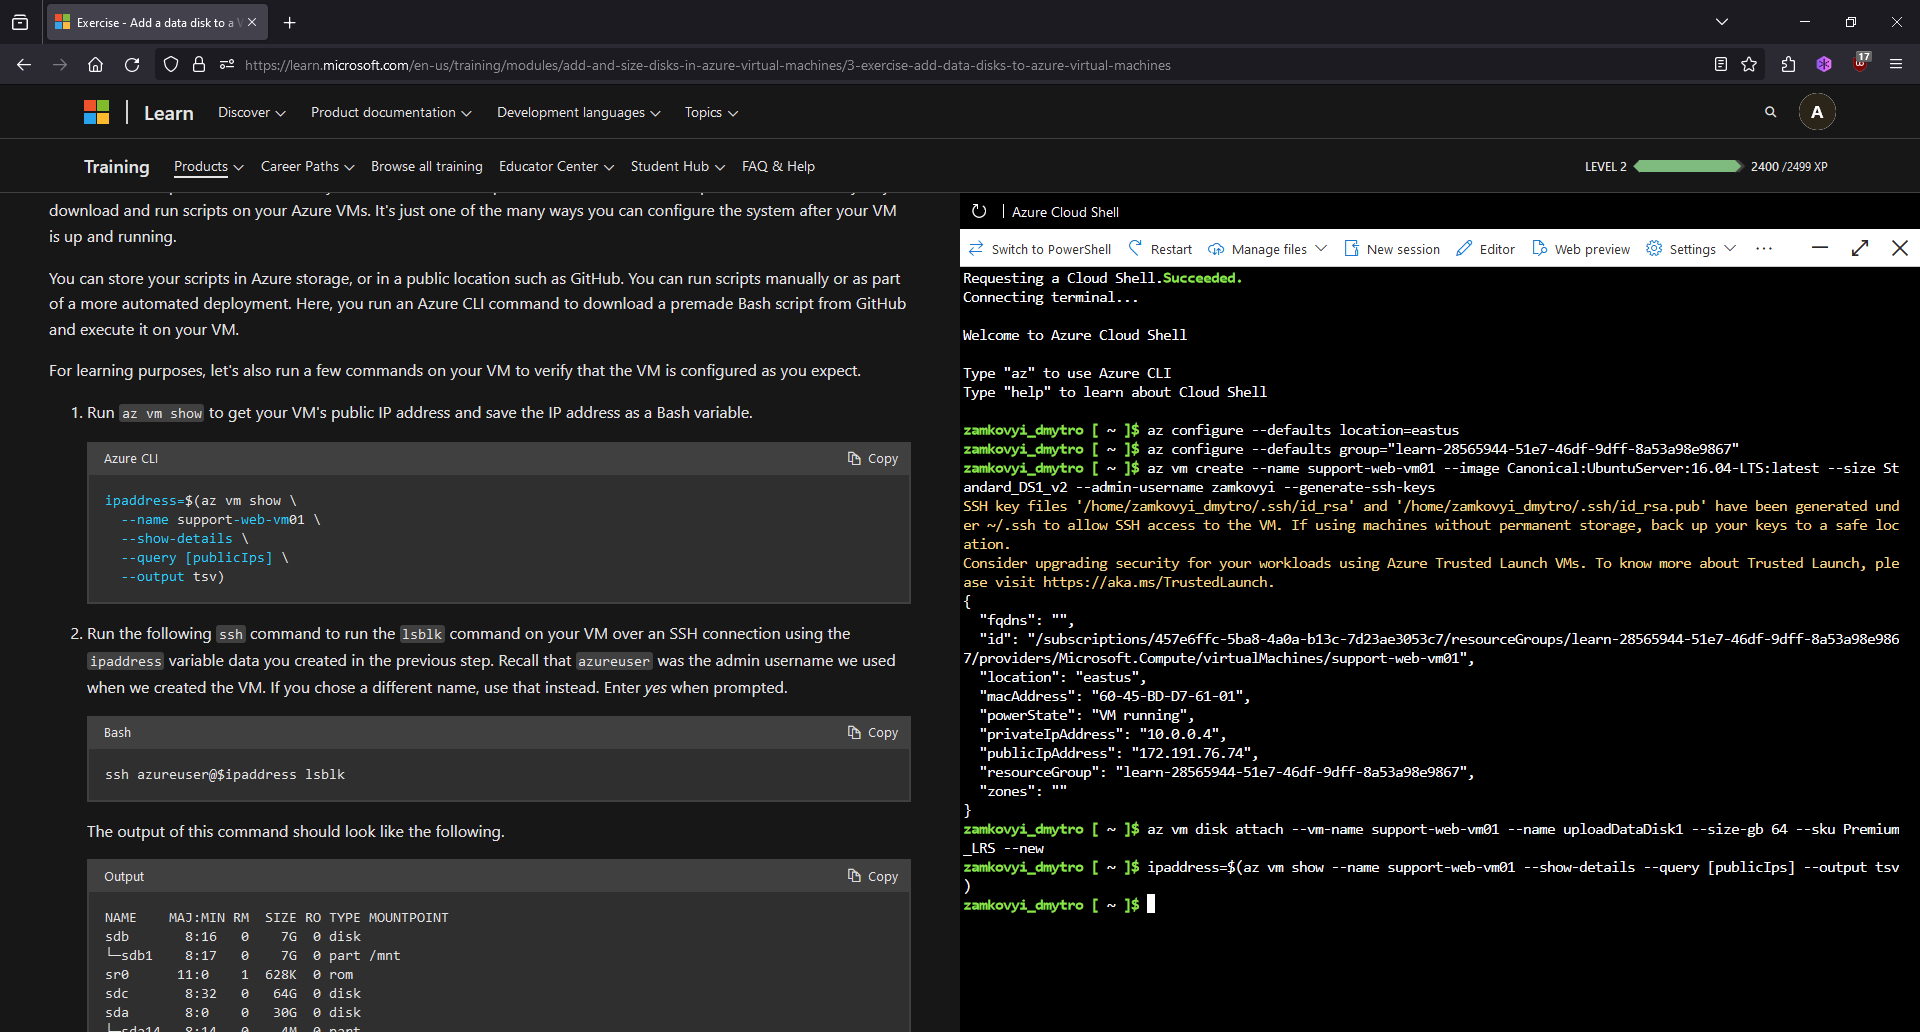 Exercise - Add a data disk to a V
https://learn.microsoft.com/en-us/training/modules/add-and-size-disks-in-azure-virtual-machines/3-exercise-add-data-disks-to-azure-virtual-machines
17
Learn
Discover
Product documentation
Development languages
Topics
A
Training
Products
Career Paths
Browse all training
Educator Center
Student Hub
FAQ & Help
LEVEL 2
2400 /2499 XP
download and run scripts on your Azure VMs. It's just one of the many ways you can configure the system after your VM
is up and running.
You can store your scripts in Azure storage, or in a public location such as GitHub. You can run scripts manually or as part
of a more automated deployment. Here, you run an Azure CLI command to download a premade Bash script from GitHub
and execute it on your VM.
For learning purposes, let's also run a few commands on your VM to verify that the VM is configured as you expect.
1. Run az vm show to get your VM's public IP address and save the IP address as a Bash variable.
Azure CLI
Copy
ipaddress=$(az vm show \
--name support-web-vm01 \
--show-details \
--query [publicIps] \
--output tsv)
2. Run the following ssh command to run the lsblk command on your VM over an SSH connection using the
ipaddress variable data you created in the previous step. Recall that azureuser was the admin username we used
when we created the VM. If you chose a different name, use that instead. Enter yes when prompted.
Bash
Copy
ssh azureuser@$ipaddress lsblk
The output of this command should look like the following.
Output
Copy
NAME    MAJ:MIN RM  SIZE RO TYPE MOUNTPOINT
sdb       8:16   0    7G  0 disk
└─sdb1    8:17   0    7G  0 part /mnt
sr0      11:0    1  628K  0 rom
sdc       8:32   0   64G  0 disk
sda       8:0    0   30G  0 disk
└─sda14   8:14   0    4M  0 part
Azure Cloud Shell
Switch to PowerShell
Restart
Manage files
New session
Editor
Web preview
Settings
Requesting a Cloud Shell.Succeeded.
Connecting terminal...
Welcome to Azure Cloud Shell
Type "az" to use Azure CLI
Type "help" to learn about Cloud Shell
zamkovyi_dmytro [ ~ ]$ az configure --defaults location=eastus
zamkovyi_dmytro [ ~ ]$ az configure --defaults group="learn-28565944-51e7-46df-9dff-8a53a98e9867"
zamkovyi_dmytro [ ~ ]$ az vm create --name support-web-vm01 --image Canonical:UbuntuServer:16.04-LTS:latest --size St
andard_DS1_v2 --admin-username zamkovyi --generate-ssh-keys
SSH key files '/home/zamkovyi_dmytro/.ssh/id_rsa' and '/home/zamkovyi_dmytro/.ssh/id_rsa.pub' have been generated und
er ~/.ssh to allow SSH access to the VM. If using machines without permanent storage, back up your keys to a safe loc
ation.
Consider upgrading security for your workloads using Azure Trusted Launch VMs. To know more about Trusted Launch, ple
ase visit https://aka.ms/TrustedLaunch.
{
"fqdns": "",
"id": "/subscriptions/457e6ffc-5ba8-4a0a-b13c-7d23ae3053c7/resourceGroups/learn-28565944-51e7-46df-9dff-8a53a98e986
7/providers/Microsoft.Compute/virtualMachines/support-web-vm01",
"location": "eastus",
"macAddress": "60-45-BD-D7-61-01",
"powerState": "VM running",
"privateIpAddress": "10.0.0.4",
"publicIpAddress": "172.191.76.74",
"resourceGroup": "learn-28565944-51e7-46df-9dff-8a53a98e9867",
"zones": ""
}
zamkovyi_dmytro [ ~ ]$ az vm disk attach --vm-name support-web-vm01 --name uploadDataDisk1 --size-gb 64 --sku Premium
_LRS --new
zamkovyi_dmytro [ ~ ]$ ipaddress=$(az vm show --name support-web-vm01 --show-details --query [publicIps] --output tsv
)
zamkovyi_dmytro [ ~ ]$